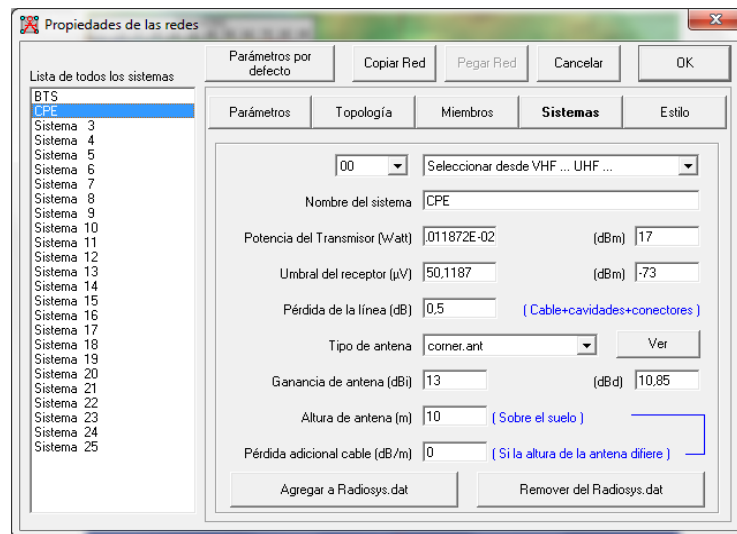 Propiedades de las redes
Parámetros por defecto
Copiar Red
Pegar Red
Cancelar
OK
Lista de todos los sistemas
BTS
CPE
Sistema 3
Sistema 4
Sistema 5
Sistema 6
Sistema 7
Sistema 8
Sistema 9
Sistema 10
Sistema 11
Sistema 12
Sistema 13
Sistema 14
Sistema 15
Sistema 16
Sistema 17
Sistema 18
Sistema 19
Sistema 20
Sistema 21
Sistema 22
Sistema 23
Sistema 24
Sistema 25
Parámetros
Topología
Miembros
Sistemas
Estilo
00
Seleccionar desde VHF ... UHF ...
Nombre del sistema CPE
Potencia del Transmisor (Watt) .011872E-02 (dBm) 17
Umbral del receptor (µV) 50,1187 (dBm) -73
Pérdida de la línea (dB) 0,5 ( Cable+cavidades+conectores )
Tipo de antena corner.ant Ver
Ganancia de antena (dBi) 13 (dBd) 10,85
Altura de antena (m) 10 ( Sobre el suelo )
Pérdida adicional cable (dB/m) 0 ( Si la altura de la antena difiere )
Agregar a Radiosys.dat
Remover del Radiosys.dat